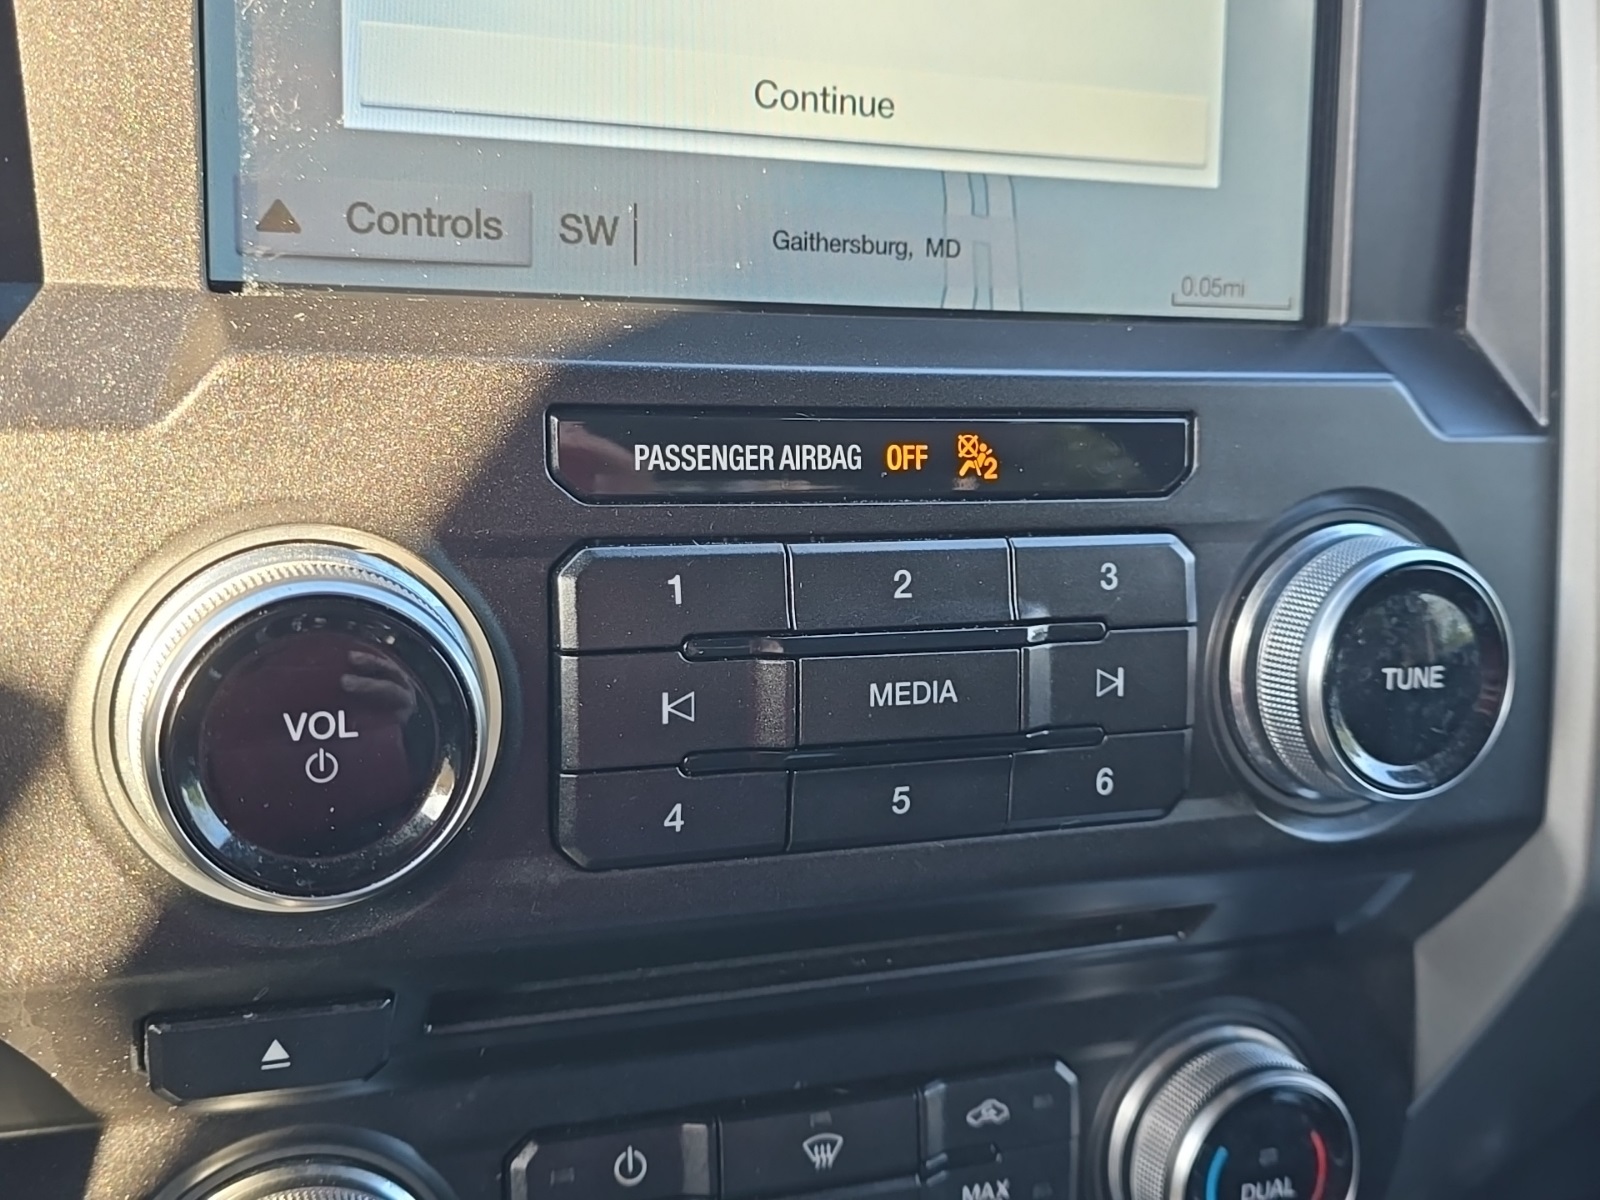 Continue
Controls SW Gaithersburg, MD
0.05mi
PASSENGER AIRBAG OFF 2
1 2 3
VOL MEDIA TUNE
4 5 6
MAX DUAL